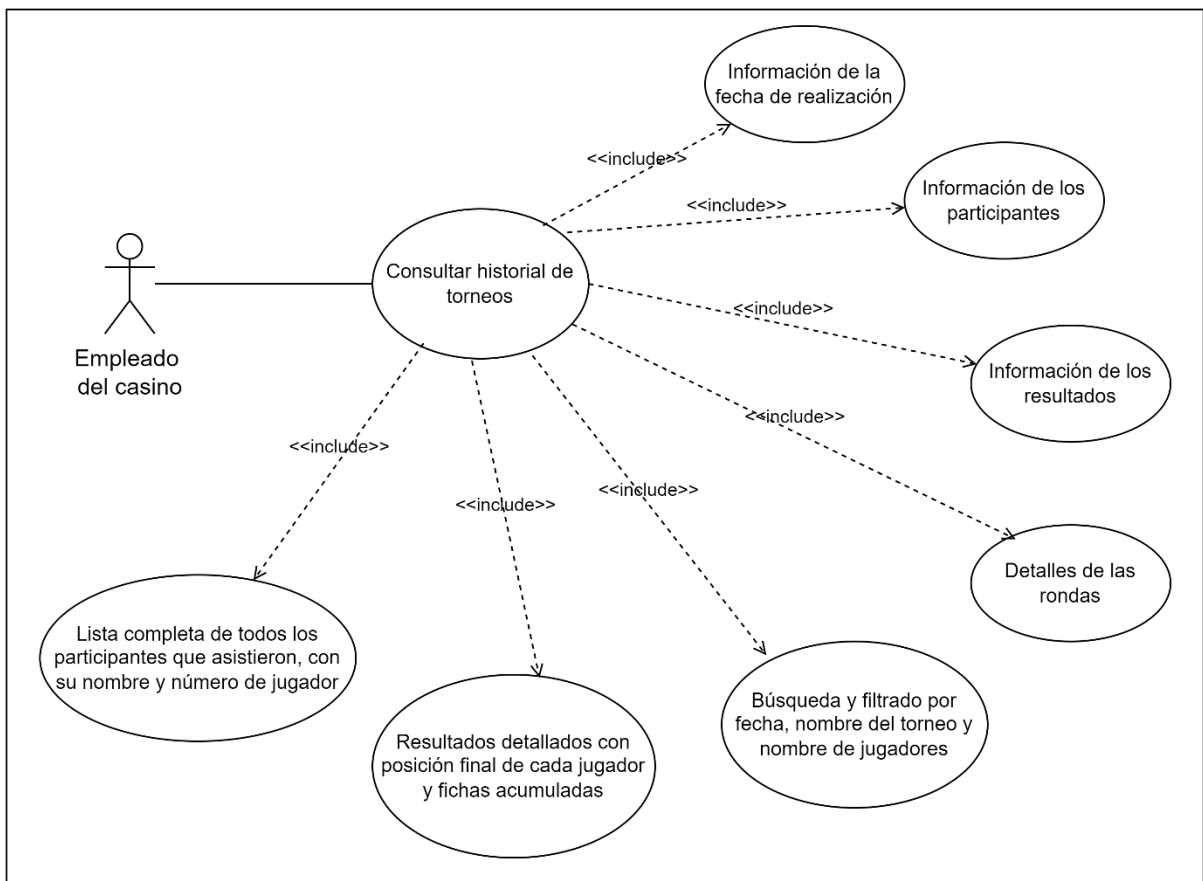 Información de la
fecha de realización
<<include>>
Información de los
participantes
<<include>>
Consultar historial de
torneos
<<include>>
Empleado
del casino
Información de los
resultados
<<include>>
<<include>>
<<include>>
<<include>>
Detalles de las
rondas
Lista completa de todos los
participantes que asistieron, con
su nombre y número de jugador
Resultados detallados con
posición final de cada jugador
y fichas acumuladas
Búsqueda y filtrado por
fecha, nombre del torneo y
nombre de jugadores